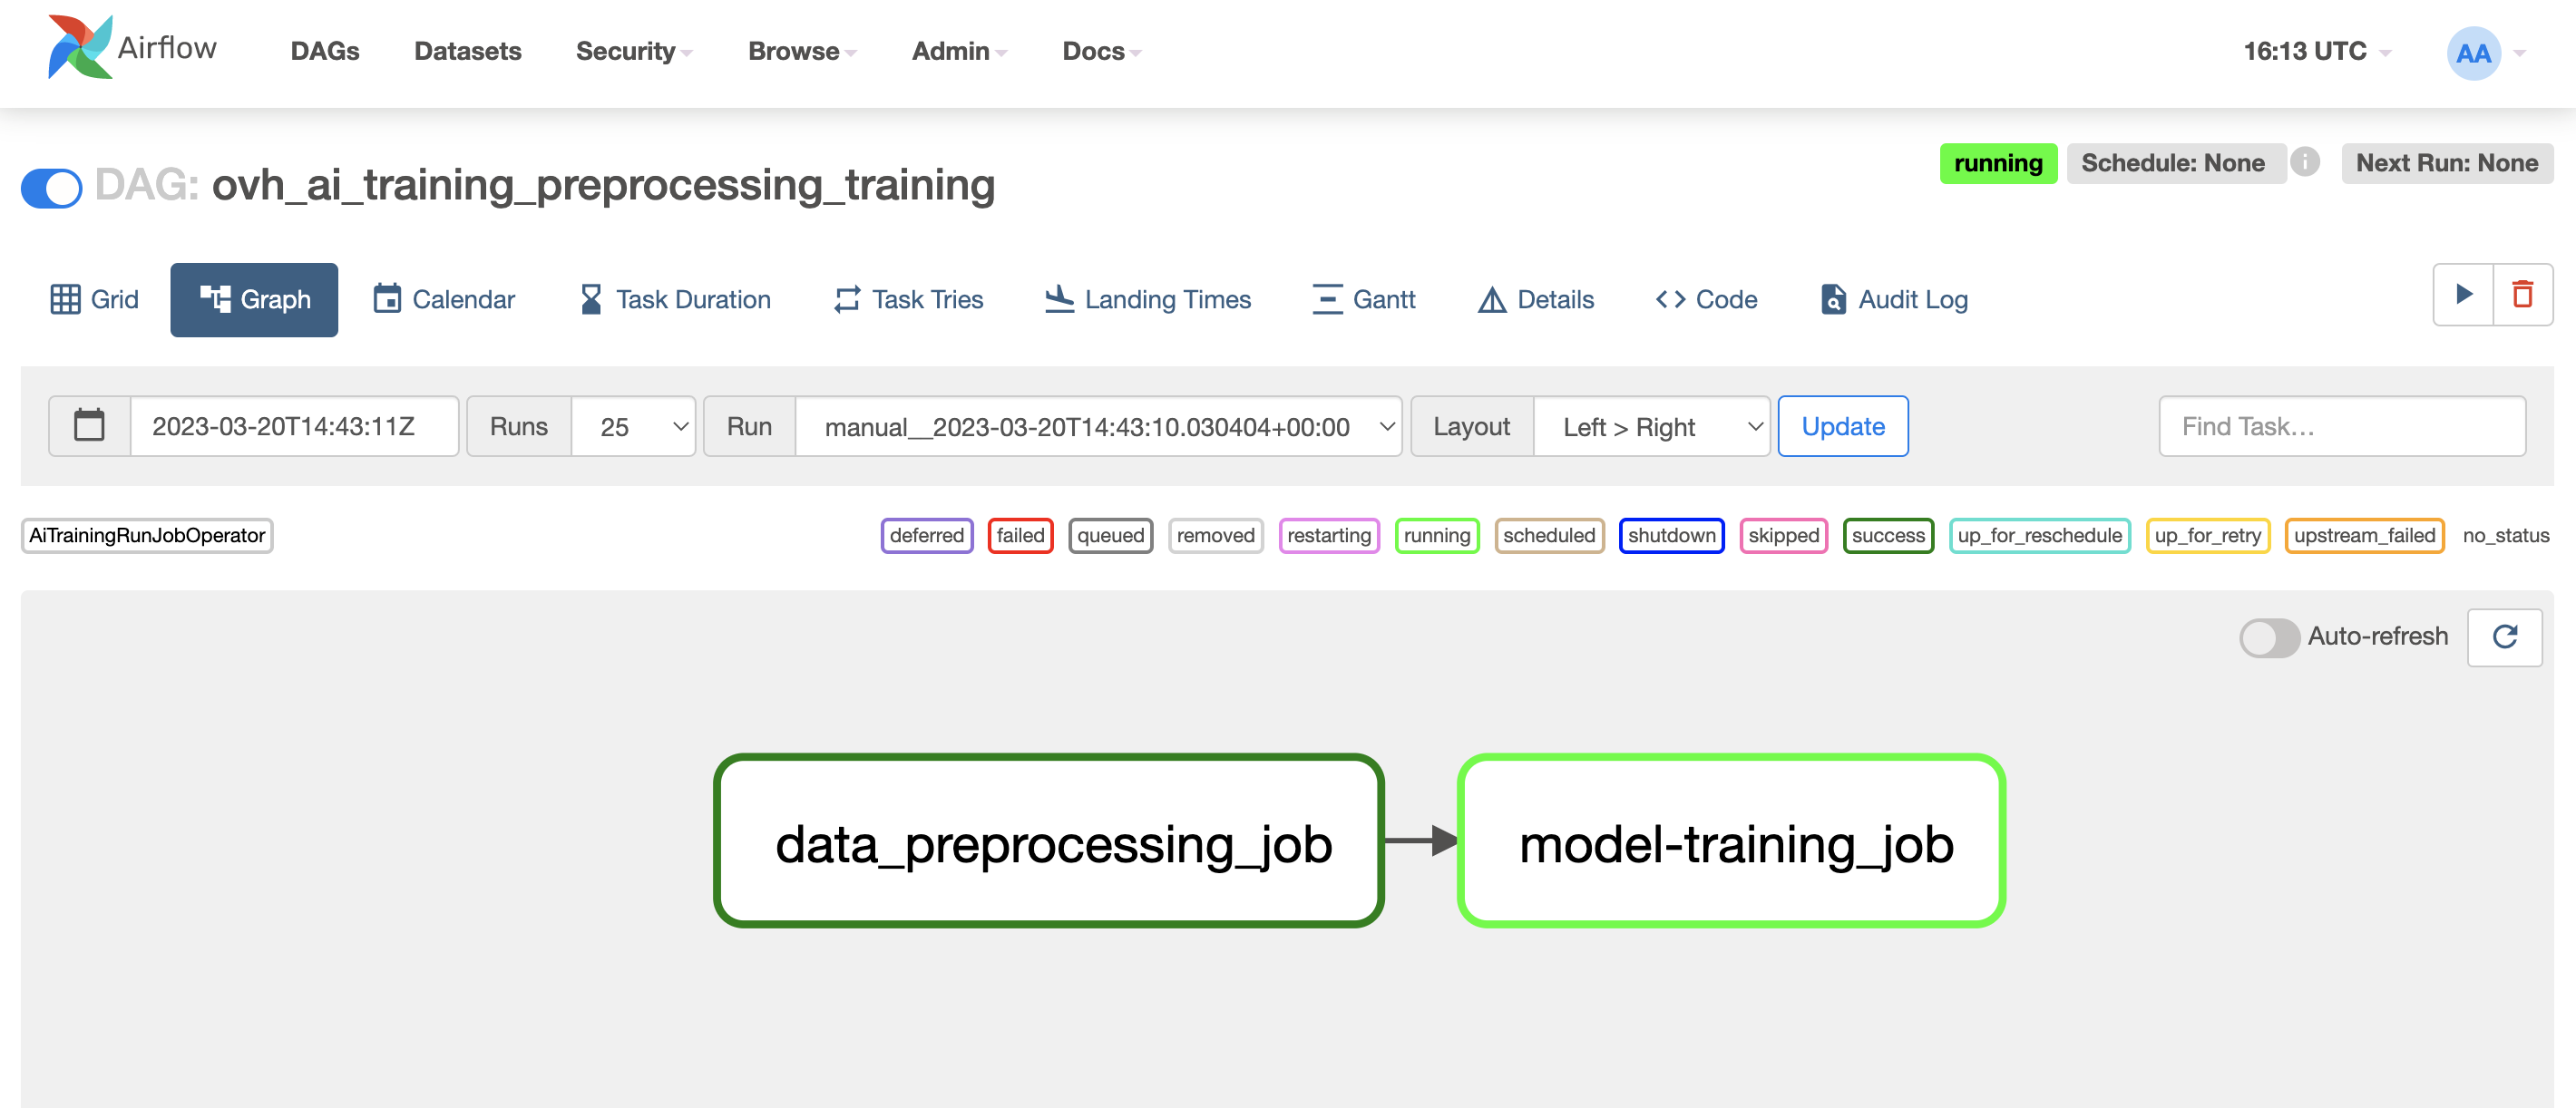 Airflow DAGs Datasets Security Browse Admin Docs 16:13 UTC AA
running Schedule: None i Next Run: None
DAG: ovh_ai_training_preprocessing_training
Grid Graph Calendar Task Duration Task Tries Landing Times Gantt Details Code Audit Log
2023-03-20T14:43:11Z Runs 25 Run manual__2023-03-20T14:43:10.030404+00:00 Layout Left > Right Update Find Task...
AiTrainingRunJobOperator deferred failed queued removed restarting running scheduled shutdown skipped success up_for_reschedule up_for_retry upstream_failed no_status
Auto-refresh
data_preprocessing_job model-training_job